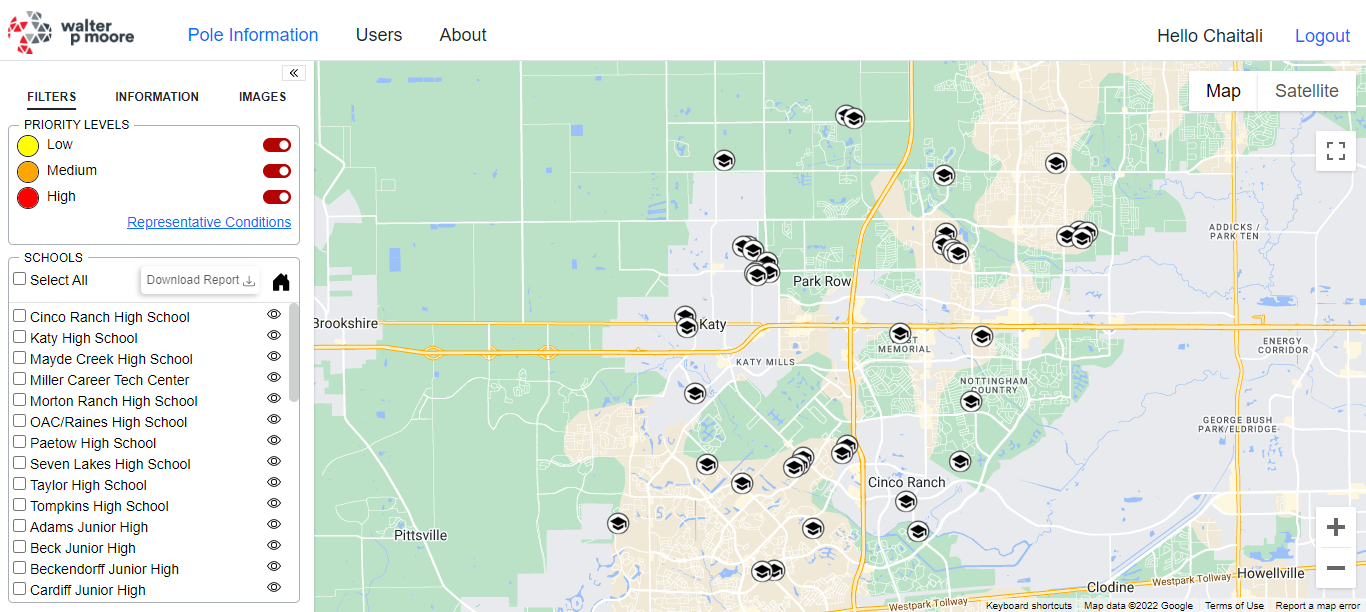 walter p moore
Pole Information
Users
About
Hello Chaitali
Logout
«
FILTERS
INFORMATION
IMAGES
PRIORITY LEVELS
Low
Medium
High
Representative Conditions
SCHOOLS
Select All
Download Report
Cinco Ranch High School
Katy High School
Mayde Creek High School
Miller Career Tech Center
Morton Ranch High School
OAC/Raines High School
Paetow High School
Seven Lakes High School
Taylor High School
Tompkins High School
Adams Junior High
Beck Junior High
Beckendorff Junior High
Cardiff Junior High
Map
Satellite
ADDICKS /
PARK TEN
Park Row
Brookshire
Katy
KATY MILLS
MEMORIAL
ENERGY
CORRIDOR
NOTTINGHAM
COUNTRY
GEORGE BUSH
PARK/ELDRIDGE
Cinco Ranch
Pittsville
Howellville
Clodine
Westpark Tollway
Westpark Tollway
+
−
Keyboard shortcuts
Map data ©2022 Google
Terms of Use
Report a map error